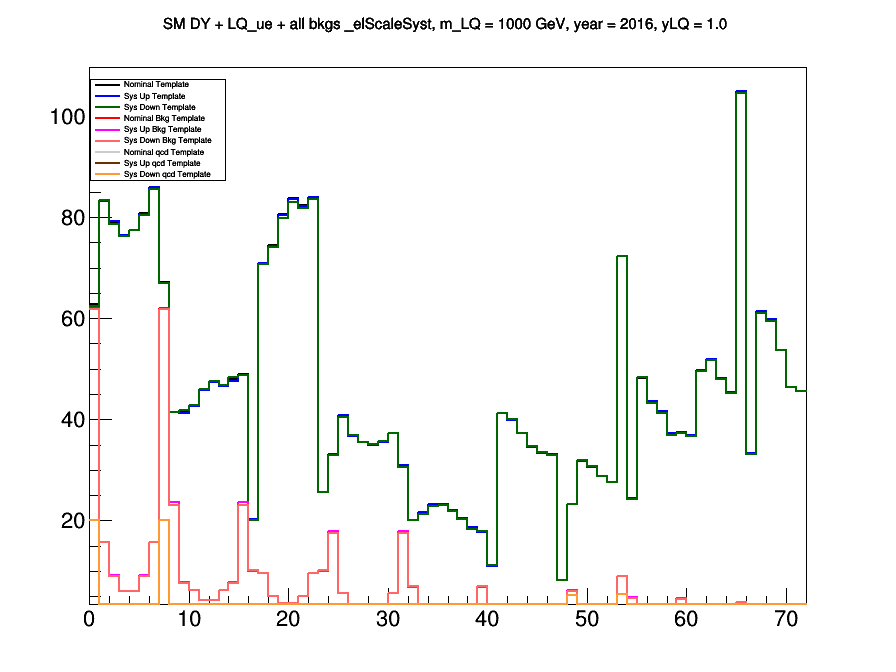 SM DY + LQ_ue + all bkgs _elScaleSyst, m_LQ = 1000 GeV, year = 2016, yLQ = 1.0
Nominal Template
Sys Up Template
Sys Down Template
Nominal Bkg Template
Sys Up Bkg Template
Sys Down Bkg Template
Nominal qcd Template
Sys Up qcd Template
Sys Down qcd Template
100
80
60
40
20
0 10 20 30 40 50 60 70